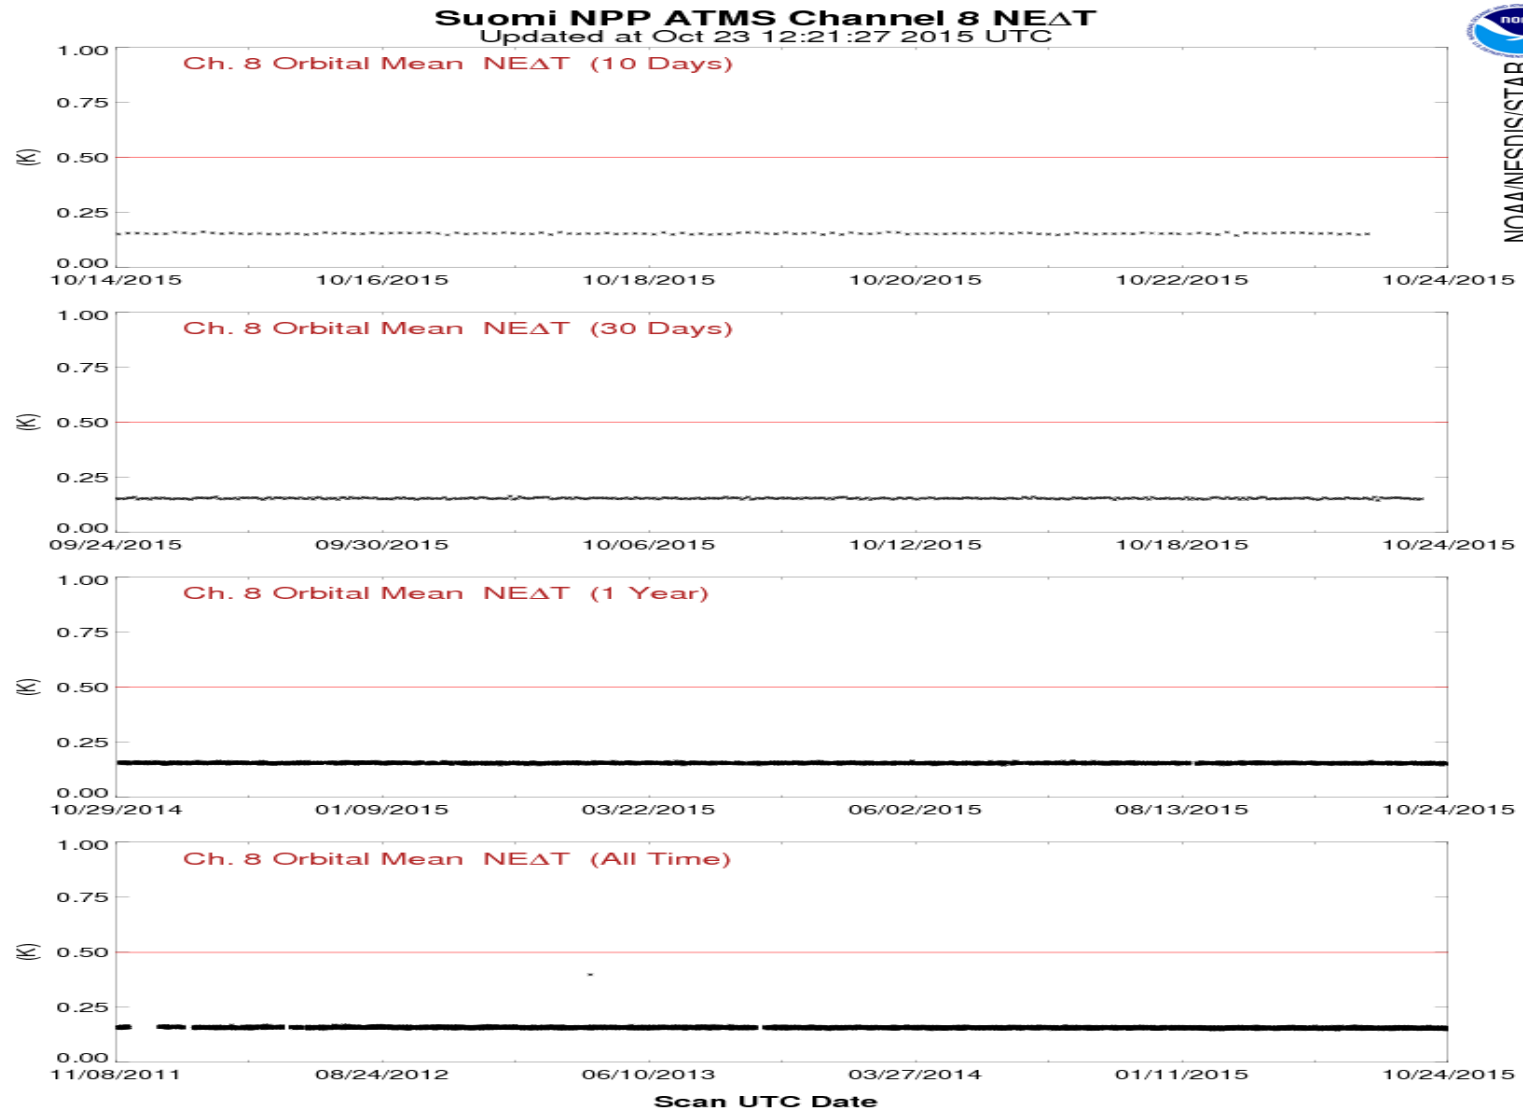 Suomi NPP ATMS Channel 8 NEΔT
Updated at Oct 23 12:21:27 2015 UTC
NOAA/NESDIS/STAR
Ch. 8 Orbital Mean NEΔT (10 Days)
1.00
0.75
(K) 0.50
0.25
0.00
10/14/2015 10/16/2015 10/18/2015 10/20/2015 10/22/2015 10/24/2015
Ch. 8 Orbital Mean NEΔT (30 Days)
1.00
0.75
(K) 0.50
0.25
0.00
09/24/2015 09/30/2015 10/06/2015 10/12/2015 10/18/2015 10/24/2015
Ch. 8 Orbital Mean NEΔT (1 Year)
1.00
0.75
(K) 0.50
0.25
0.00
10/29/2014 01/09/2015 03/22/2015 06/02/2015 08/13/2015 10/24/2015
Ch. 8 Orbital Mean NEΔT (All Time)
1.00
0.75
(K) 0.50
0.25
0.00
11/08/2011 08/24/2012 06/10/2013 03/27/2014 01/11/2015 10/24/2015
Scan UTC Date